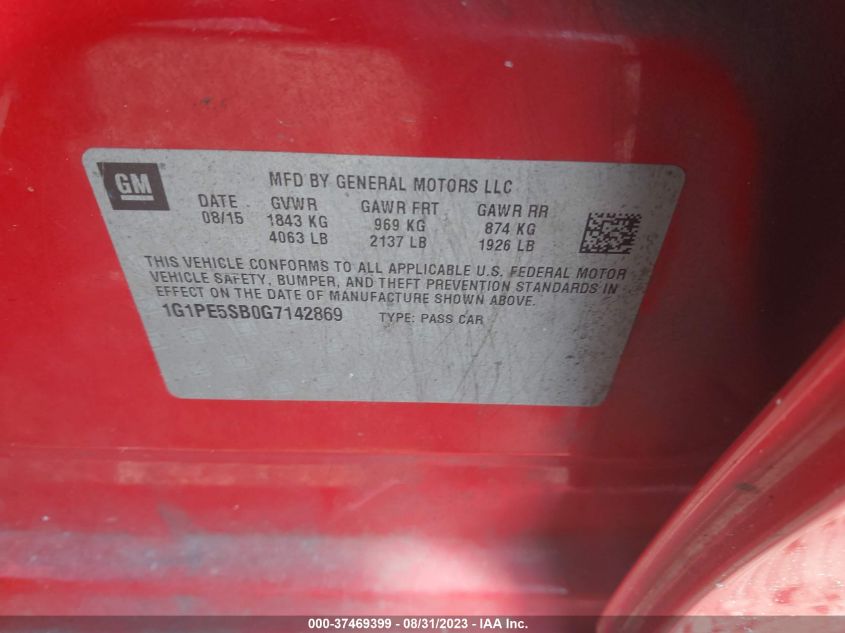 GM
MFD BY GENERAL MOTORS LLC
DATE GVWR GAWR FRT GAWR RR
08/15 1843 KG 969 KG 874 KG
4063 LB 2137 LB 1926 LB
THIS VEHICLE CONFORMS TO ALL APPLICABLE U.S. FEDERAL MOTOR
VEHICLE SAFETY, BUMPER, AND THEFT PREVENTION STANDARDS IN
EFFECT ON THE DATE OF MANUFACTURE SHOWN ABOVE.
1G1PE5SB0G7142869 TYPE: PASS CAR
000-37469399 // 08/31/2023 - IAA Inc.